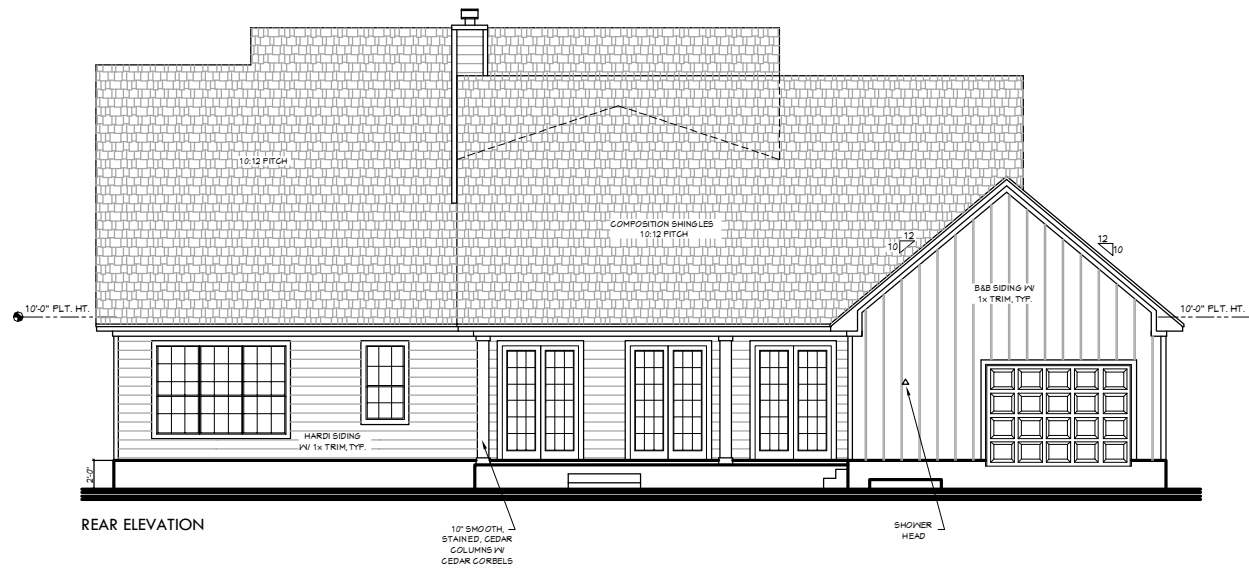 10:12 PITCH
COMPOSITION SHINGLES
10:12 PITCH
12
10
12
10
B&B SIDING W/
1x TRIM, TYP.
10'-0" PLT. HT.
10'-0" PLT. HT.
HARDI SIDING
W/ 1x TRIM, TYP.
2'-0"
REAR ELEVATION
10" SMOOTH,
STAINED, CEDAR
COLUMNS W/
CEDAR CORBELS
SHOWER
HEAD